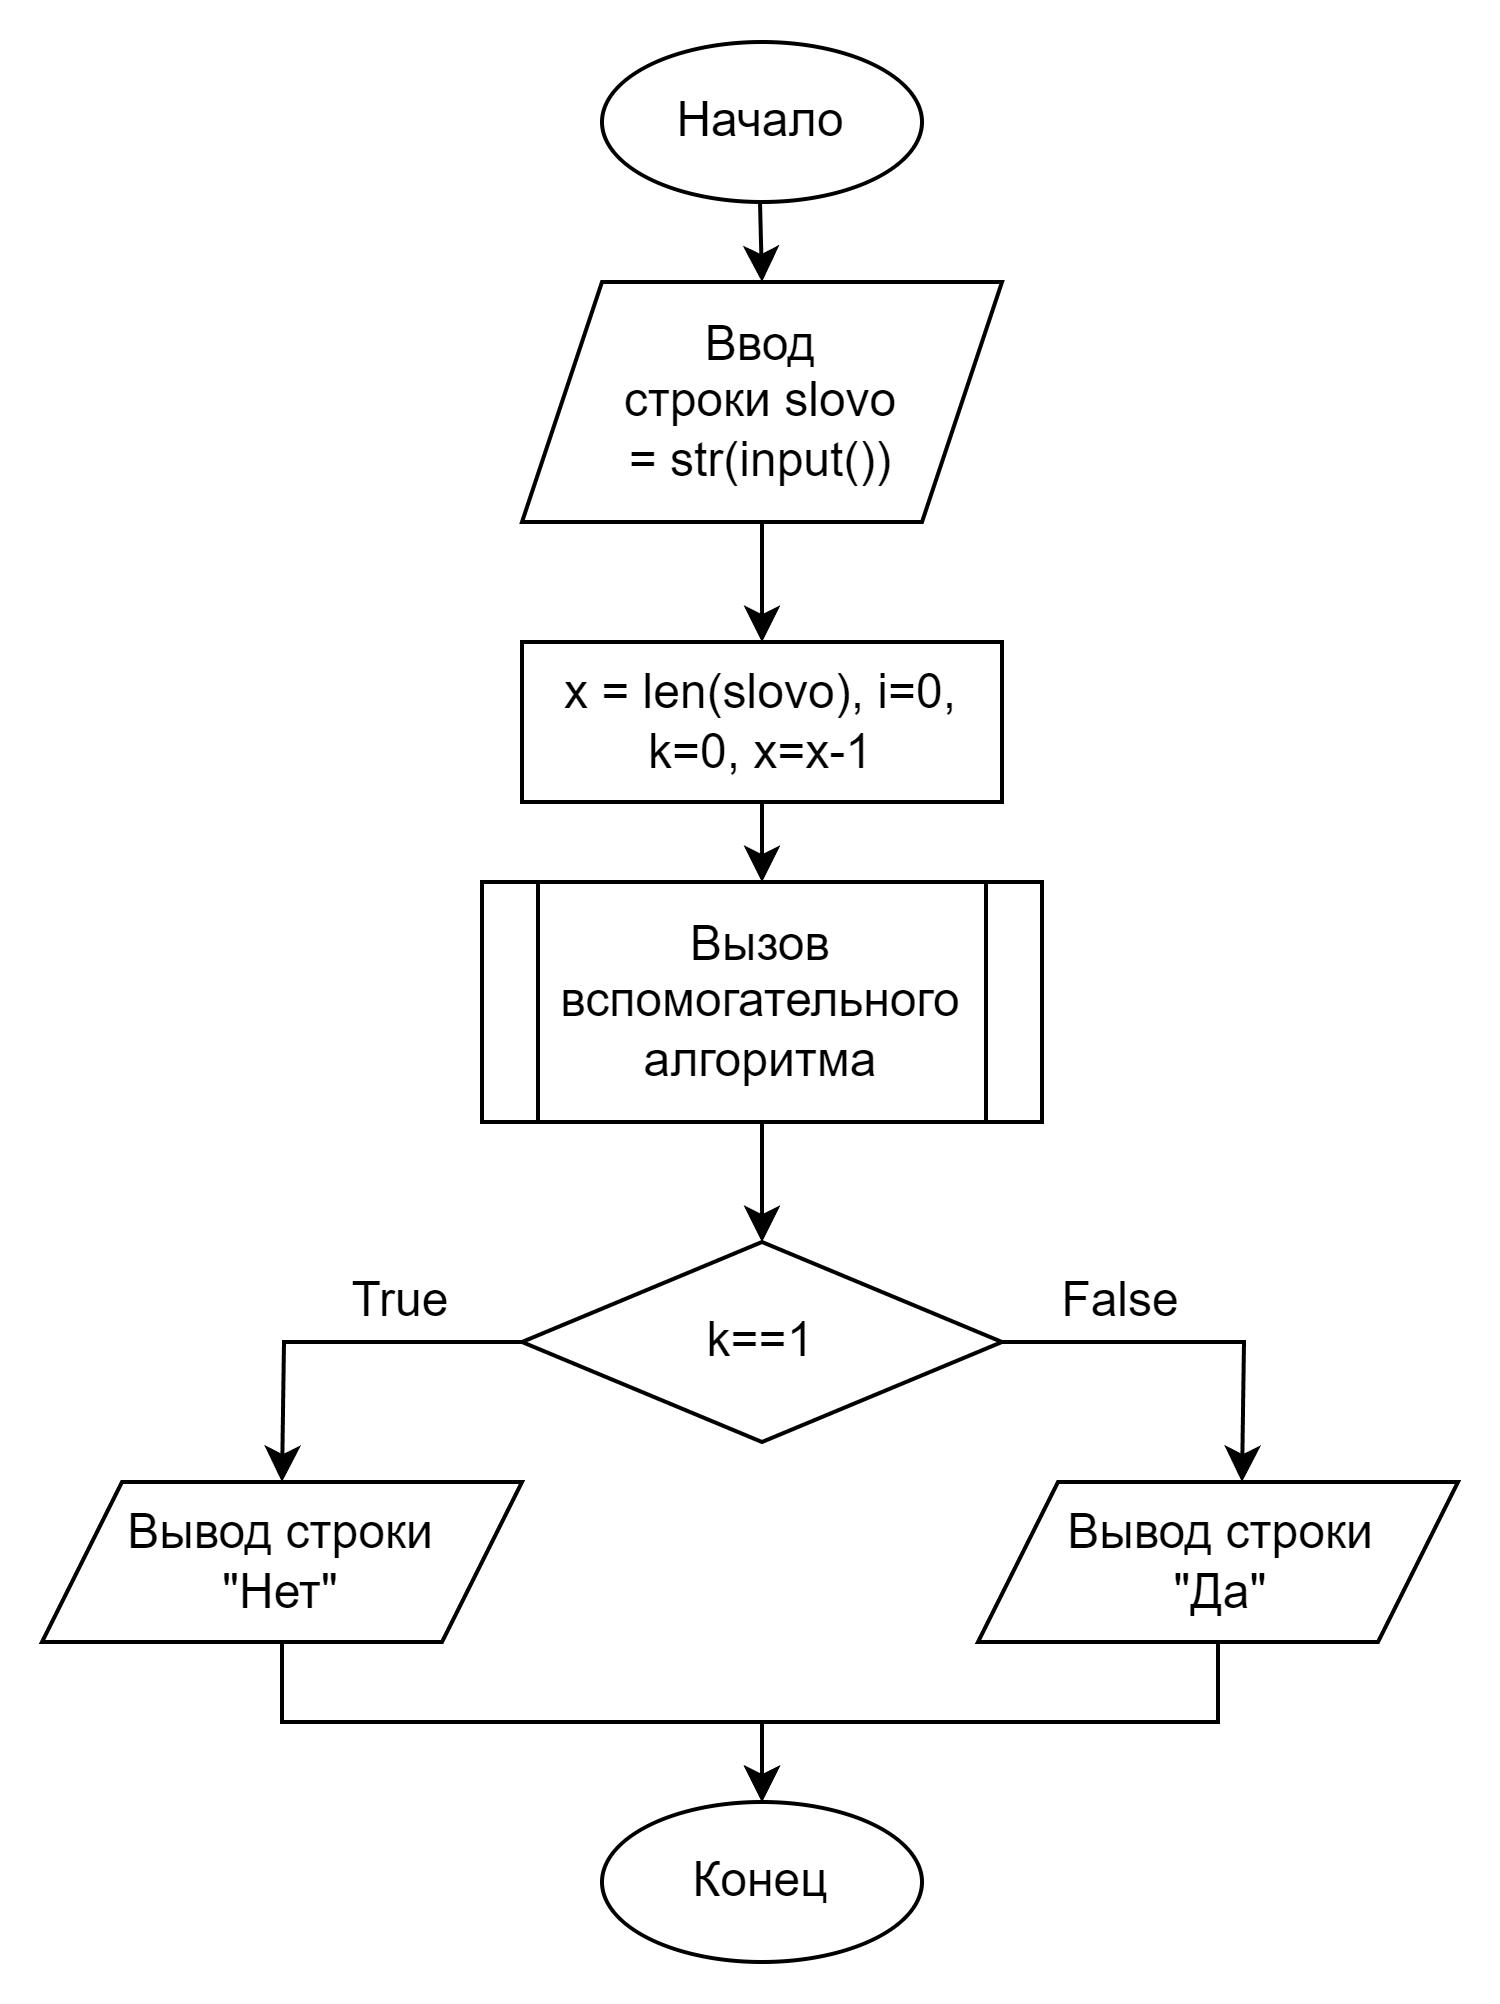 Начало
Ввод
строки slovo
= str(input())
x = len(slovo), i=0,
k=0, x=x-1
Вызов
вспомогательного
алгоритма
True
False
k==1
Вывод строки
"Нет"
Вывод строки
"Да"
Конец